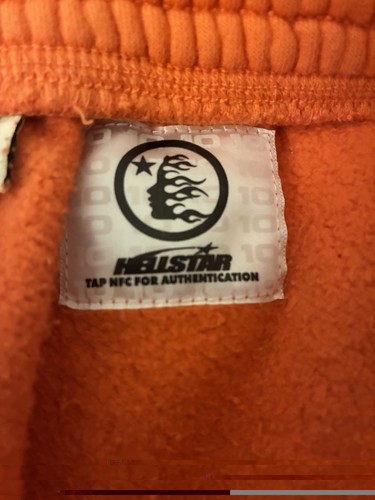 HELLSTAR
TAP NFC FOR AUTHENTICATION